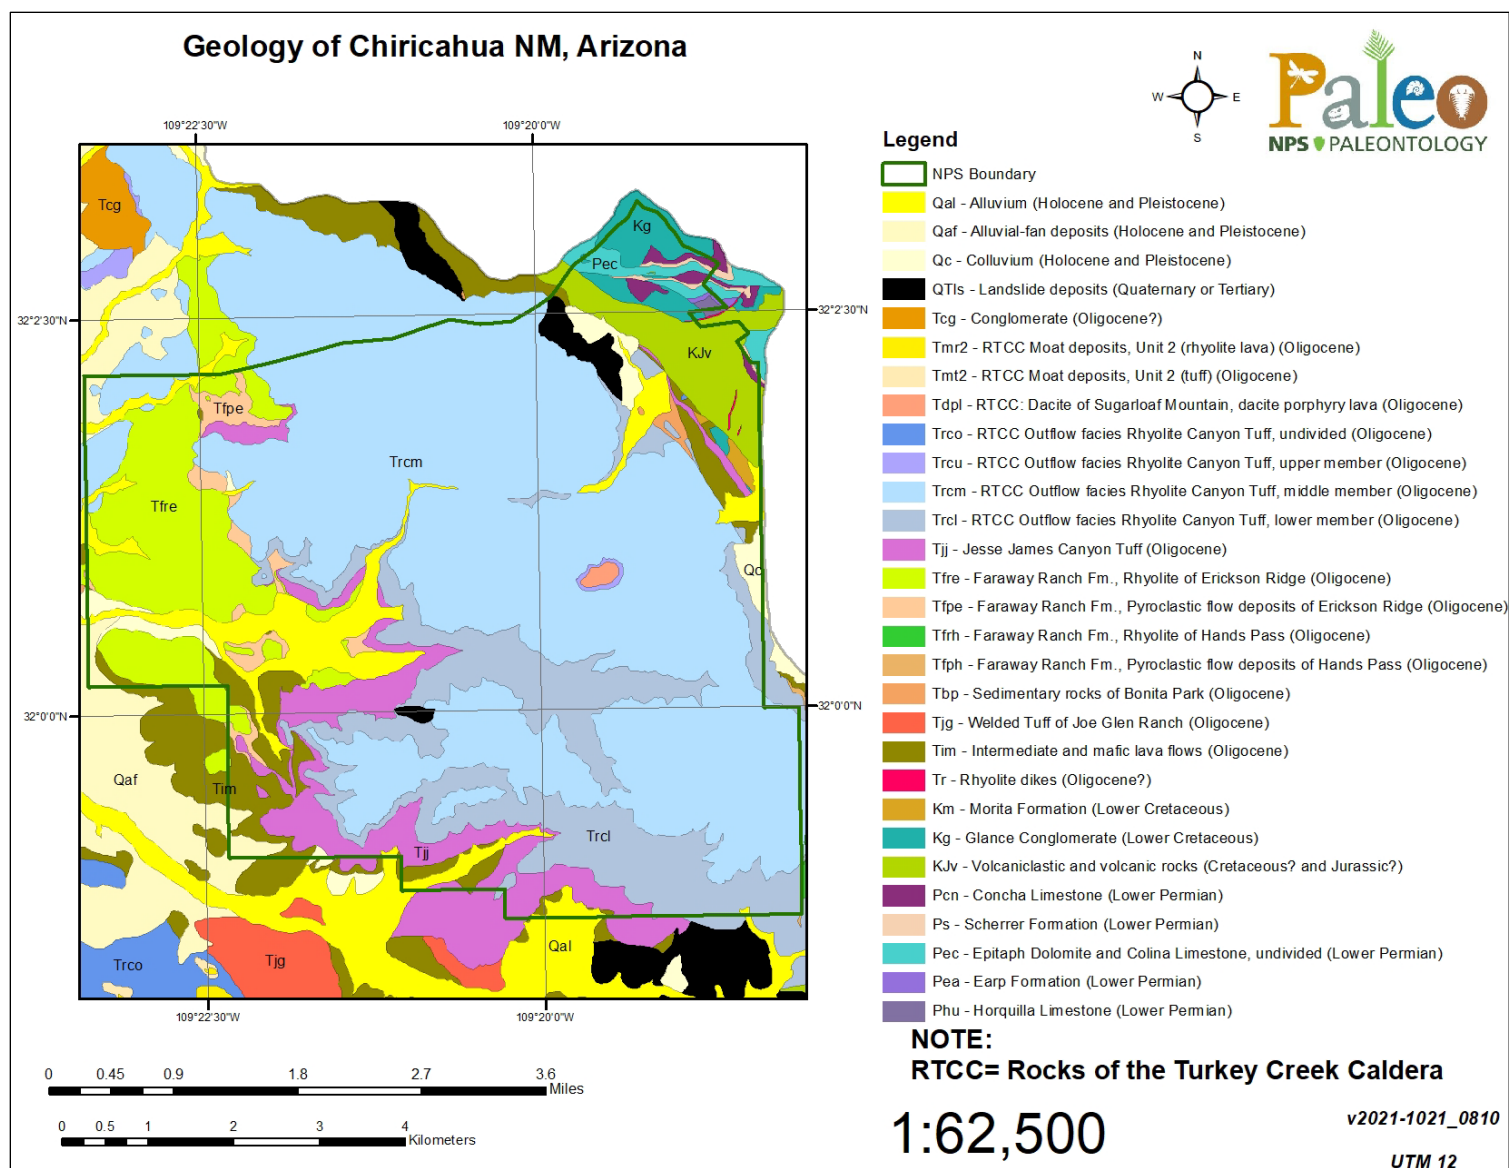 Geology of Chiricahua NM, Arizona
N
W E
S
Paleo
NPS PALEONTOLOGY
109°22'30"W
109°20'0"W
32°2'30"N
32°2'30"N
32°0'0"N
32°0'0"N
109°22'30"W
109°20'0"W
Tcg
Kg
Pec
KJv
Tfpe
Trcm
Tfre
Qc
Qaf
Tim
Trcl
Tjj
Qal
Trco
Tjg
Legend
NPS Boundary
Qal - Alluvium (Holocene and Pleistocene)
Qaf - Alluvial-fan deposits (Holocene and Pleistocene)
Qc - Colluvium (Holocene and Pleistocene)
QTls - Landslide deposits (Quaternary or Tertiary)
Tcg - Conglomerate (Oligocene?)
Tmr2 - RTCC Moat deposits, Unit 2 (rhyolite lava) (Oligocene)
Tmt2 - RTCC Moat deposits, Unit 2 (tuff) (Oligocene)
Tdpl - RTCC: Dacite of Sugarloaf Mountain, dacite porphyry lava (Oligocene)
Trco - RTCC Outflow facies Rhyolite Canyon Tuff, undivided (Oligocene)
Trcu - RTCC Outflow facies Rhyolite Canyon Tuff, upper member (Oligocene)
Trcm - RTCC Outflow facies Rhyolite Canyon Tuff, middle member (Oligocene)
Trcl - RTCC Outflow facies Rhyolite Canyon Tuff, lower member (Oligocene)
Tjj - Jesse James Canyon Tuff (Oligocene)
Tfre - Faraway Ranch Fm., Rhyolite of Erickson Ridge (Oligocene)
Tfpe - Faraway Ranch Fm., Pyroclastic flow deposits of Erickson Ridge (Oligocene)
Tfrh - Faraway Ranch Fm., Rhyolite of Hands Pass (Oligocene)
Tfph - Faraway Ranch Fm., Pyroclastic flow deposits of Hands Pass (Oligocene)
Tbp - Sedimentary rocks of Bonita Park (Oligocene)
Tjg - Welded Tuff of Joe Glen Ranch (Oligocene)
Tim - Intermediate and mafic lava flows (Oligocene)
Tr - Rhyolite dikes (Oligocene?)
Km - Morita Formation (Lower Cretaceous)
Kg - Glance Conglomerate (Lower Cretaceous)
KJv - Volcaniclastic and volcanic rocks (Cretaceous? and Jurassic?)
Pcn - Concha Limestone (Lower Permian)
Ps - Scherrer Formation (Lower Permian)
Pec - Epitaph Dolomite and Colina Limestone, undivided (Lower Permian)
Pea - Earp Formation (Lower Permian)
Phu - Horquilla Limestone (Lower Permian)
NOTE:
RTCC= Rocks of the Turkey Creek Caldera
0 0.45 0.9 1.8 2.7 3.6
Miles
0 0.5 1 2 3 4
Kilometers
1:62,500
v2021-1021_0810
UTM 12